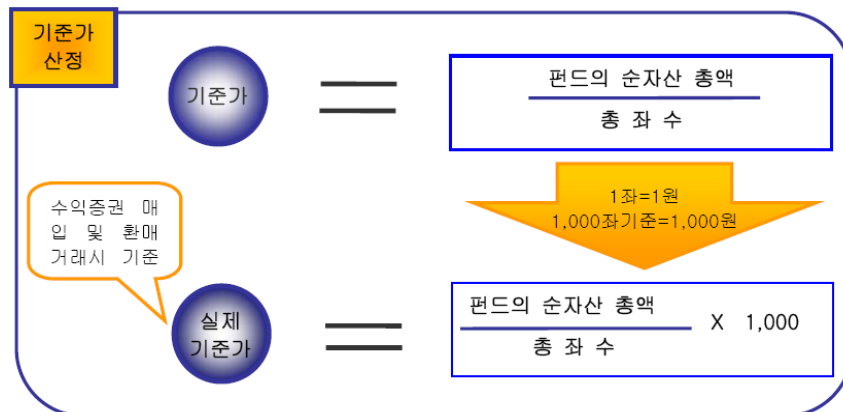 기준가
산정
기준가
펀드의 순자산 총액
총 좌 수
1좌=1원
1,000좌기준=1,000원
수익증권 매
입 및 환매
거래시 기준
실제
기준가
펀드의 순자산 총액
총 좌 수
X 1,000